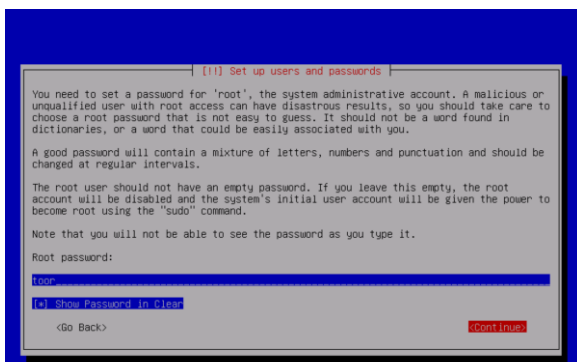 [!!] Set up users and passwords
You need to set a password for 'root', the system administrative account. A malicious or
unqualified user with root access can have disastrous results, so you should take care to
choose a root password that is not easy to guess. It should not be a word found in
dictionaries, or a word that could be easily associated with you.
A good password will contain a mixture of letters, numbers and punctuation and should be
changed at regular intervals.
The root user should not have an empty password. If you leave this empty, the root
account will be disabled and the system's initial user account will be given the power to
become root using the "sudo" command.
Note that you will not be able to see the password as you type it.
Root password:
toor
[*] Show Password in Clear
<Go Back> <Continue>